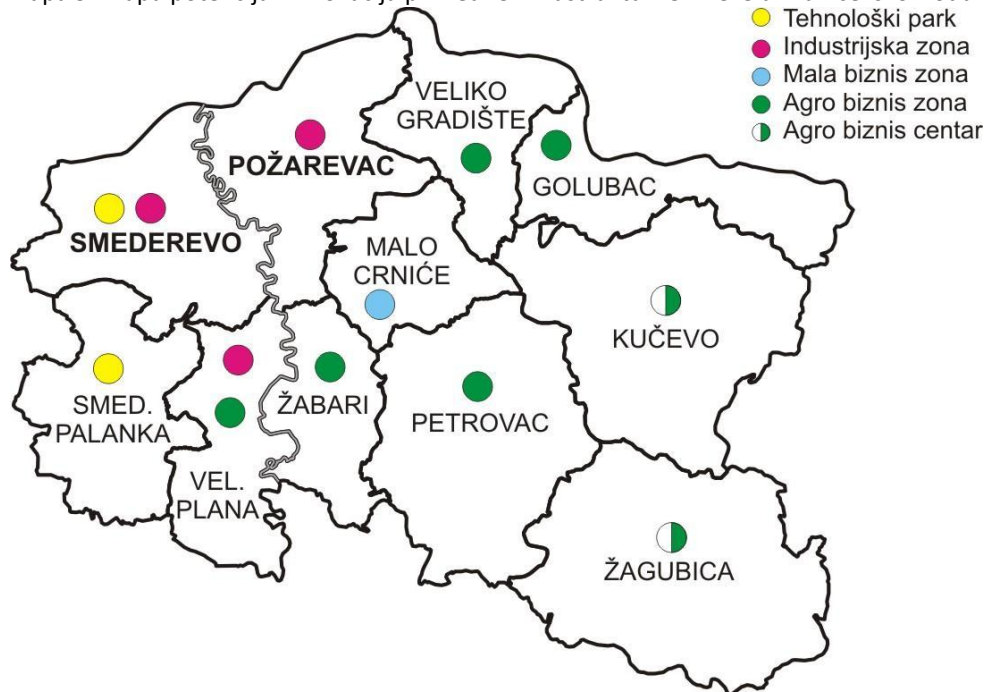 Tehnološki park
Industrijska zona
Mala biznis zona
Agro biznis zona
Agro biznis centar
VELIKO
GRADIŠTE
POŽAREVAC
GOLUBAC
SMEDEREVO
MALO
CRNIĆE
KUČEVO
SMED.
PALANKA
ŽABARI
PETROVAC
VEL.
PLANA
ŽAGUBICA